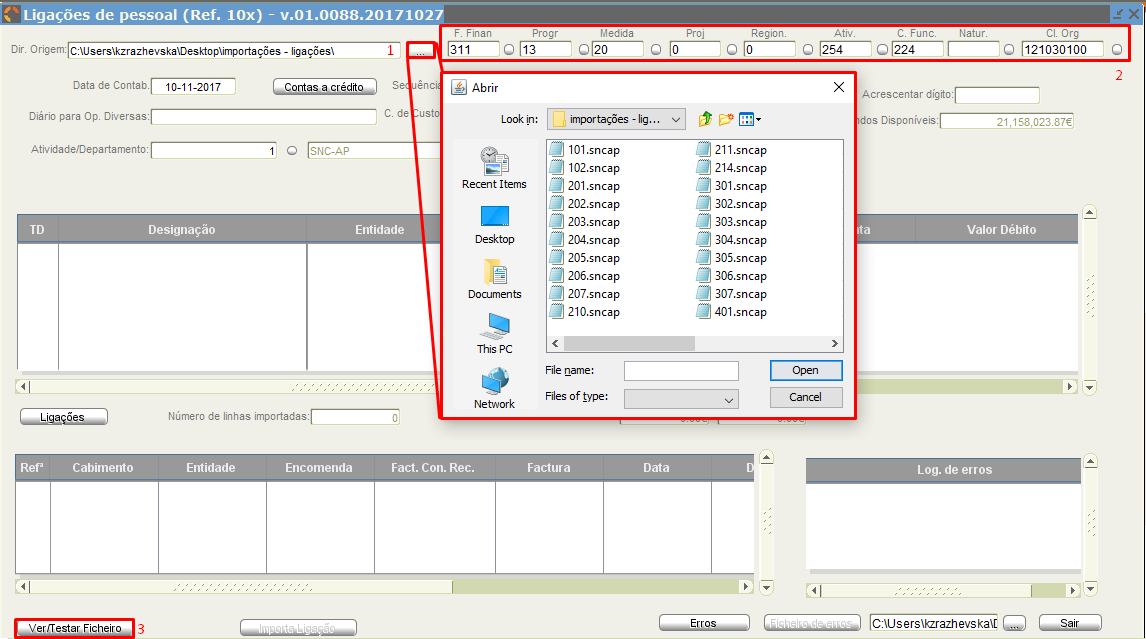 Ligações de pessoal (Ref. 10x) - v.01.0088.20171027
F. Finan Progr Medida Proj Region. Ativ. C. Func. Natur. Cl. Org
Dir. Origem: C:\Users\kzrazhevska\Desktop\importações - ligações\ 1 ... 311 13 20 0 0 254 224 121030100
2
Data de Contab. 10-11-2017 Contas a crédito Sequência Acrescentar dígito:
Diário para Op. Diversas: C. de Custo ndos Disponíveis: 21,158,023.87€
Atividade/Departamento: 1 SNC-AP
Abrir
Look in: importações - lig...
Recent Items
Desktop
Documents
This PC
Network
101.sncap
102.sncap
201.sncap
202.sncap
203.sncap
204.sncap
205.sncap
206.sncap
207.sncap
210.sncap
211.sncap
214.sncap
301.sncap
302.sncap
303.sncap
304.sncap
305.sncap
306.sncap
307.sncap
401.sncap
File name: Open
Files of type: Cancel
TD Designação Entidade ta Valor Débito
Ligações Número de linhas importadas: 0 0.00€ 0.00€
Refª Cabimento Entidade Encomenda Fact. Con. Rec. Factura Data D
Log. de erros
Ver/Testar Ficheiro 3 Importa Ligação Erros Ficheiro de erros C:\Users\kzrazhevska\D ... Sair